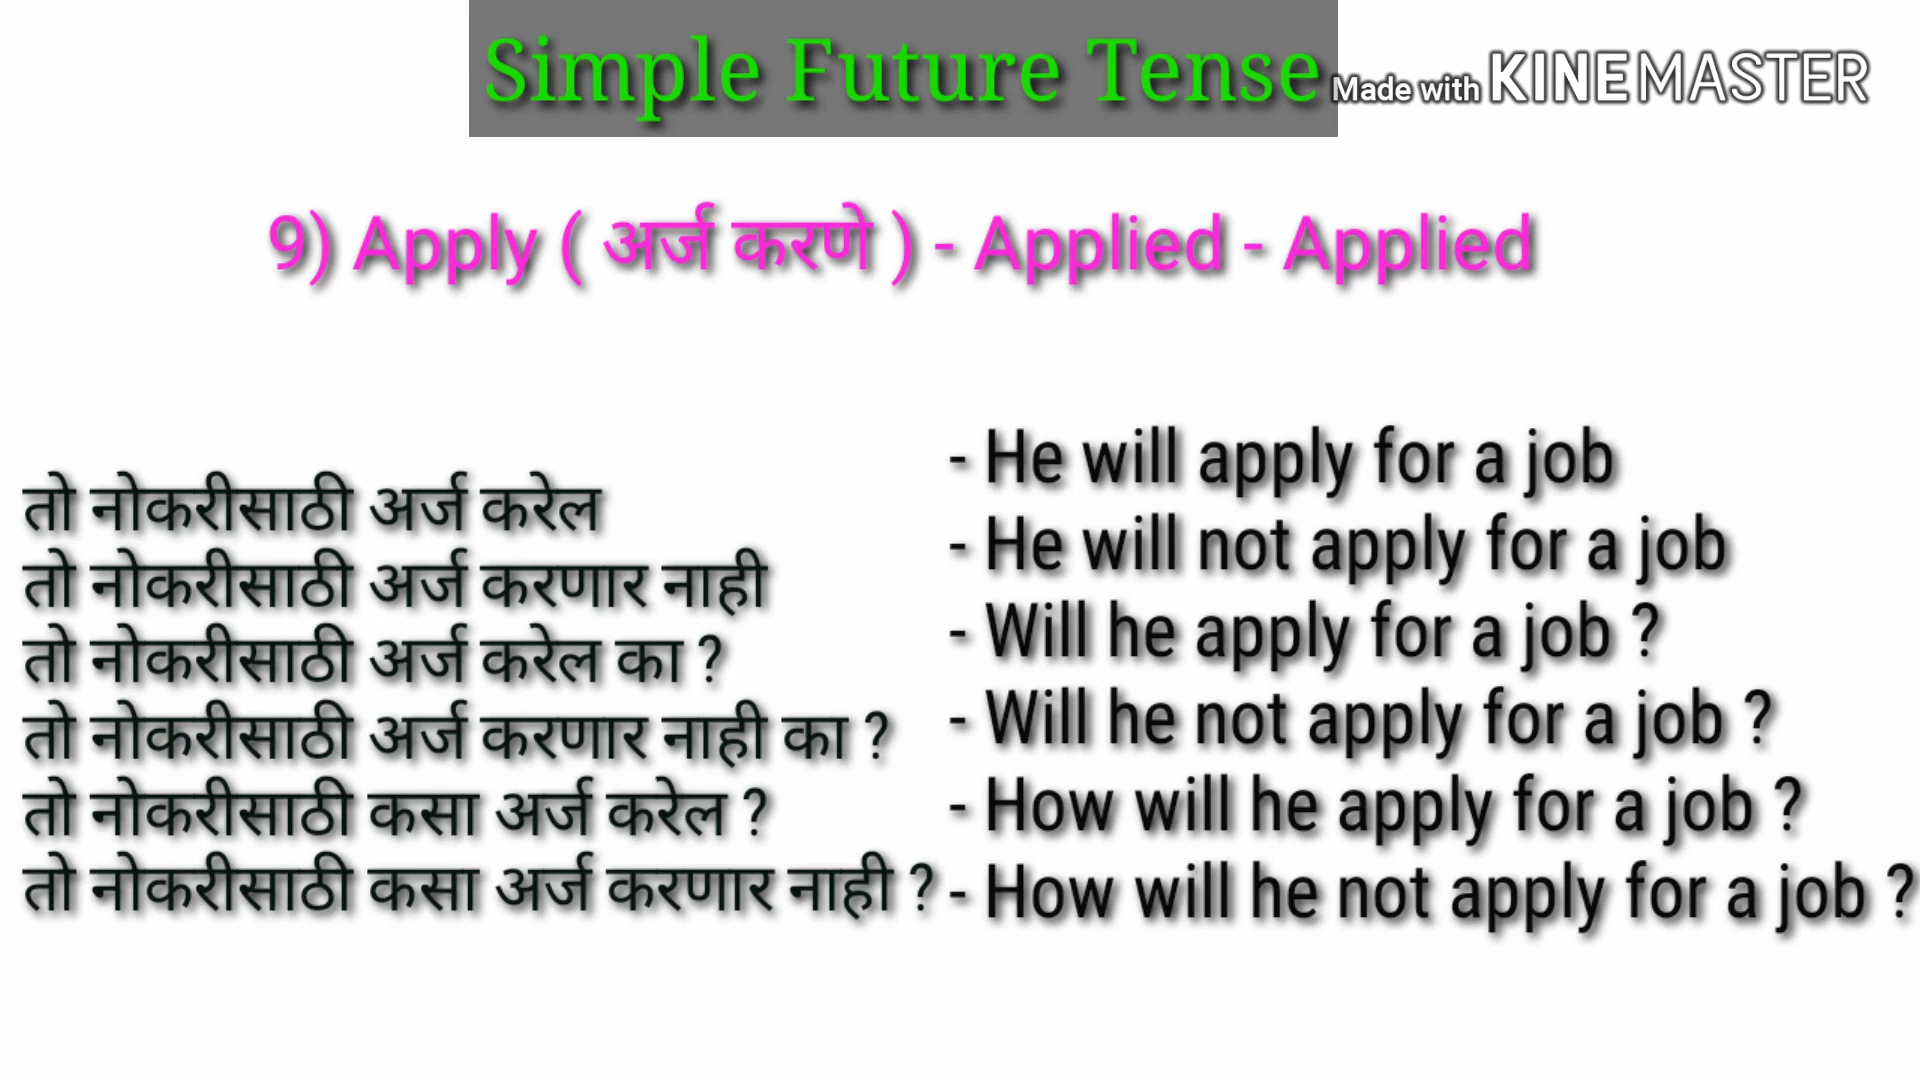 Simple Future Tense
Made with KINEMASTER
9) Apply ( अर्ज करणे ) - Applied - Applied
तो नोकरीसाठी अर्ज करेल
तो नोकरीसाठी अर्ज करणार नाही
तो नोकरीसाठी अर्ज करेल का ?
तो नोकरीसाठी अर्ज करणार नाही का ?
तो नोकरीसाठी कसा अर्ज करेल ?
तो नोकरीसाठी कसा अर्ज करणार नाही ?
- He will apply for a job
- He will not apply for a job
- Will he apply for a job ?
- Will he not apply for a job ?
- How will he apply for a job ?
- How will he not apply for a job ?